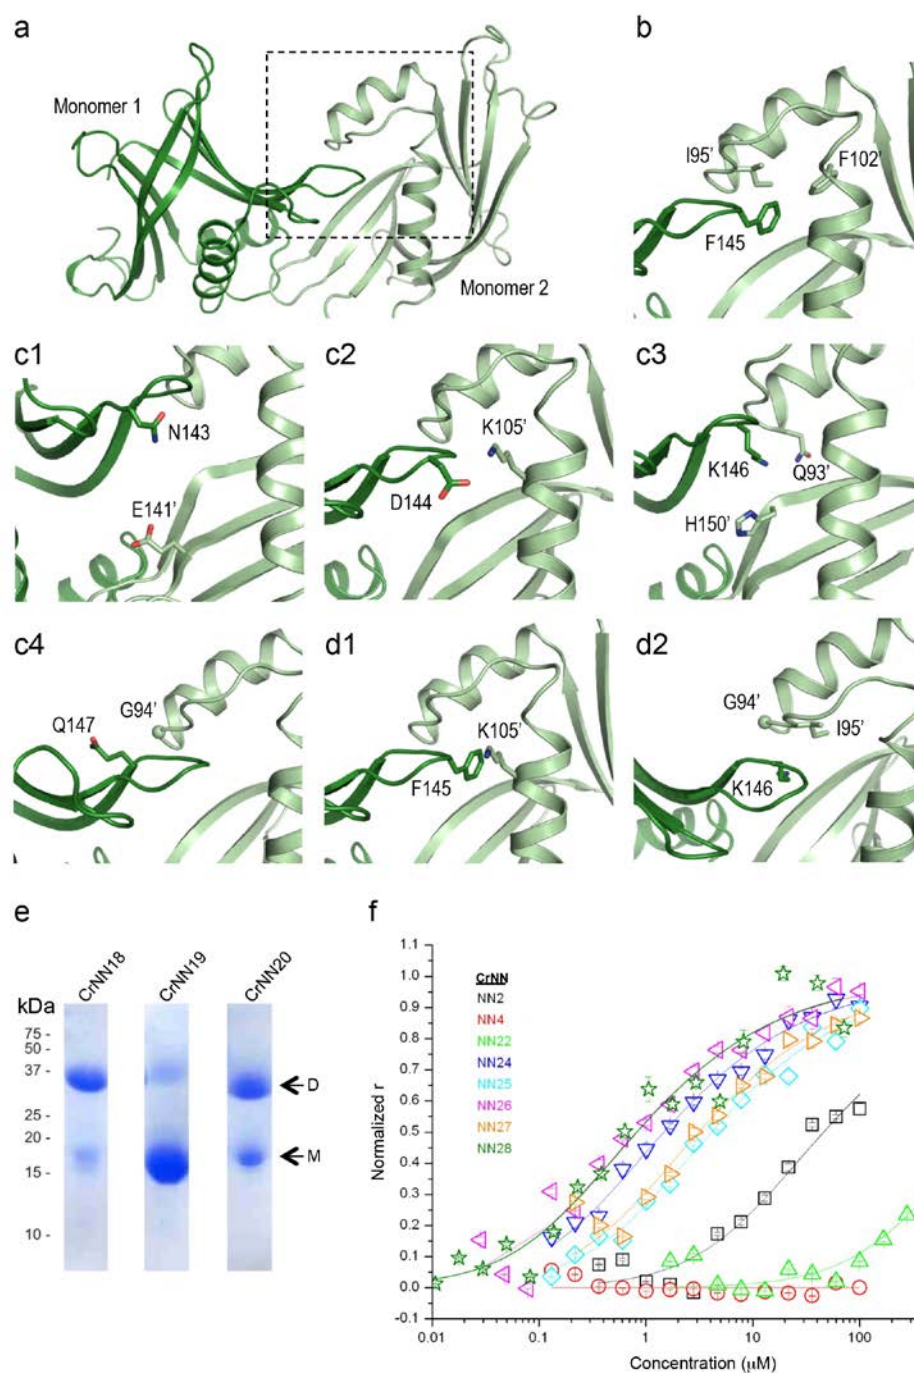 a
Monomer 1
Monomer 2
b
I95'
F102'
F145
c1
N143
E141'
c2
K105'
D144
c3
K146
Q93'
H150'
c4
G94'
Q147
d1
K105'
F145
d2
G94'
I95'
K146
e
CrNN18
CrNN19
CrNN20
kDa
75 -
50 -
37 -
25 -
20 -
15 -
10 -
D
M
f
CrNN
NN2
NN4
NN22
NN24
NN25
NN26
NN27
NN28
Normalized r
1.1
1.0
0.9
0.8
0.7
0.6
0.5
0.4
0.3
0.2
0.1
0.0
-0.1
0.01
0.1
1
10
100
Concentration (μM)